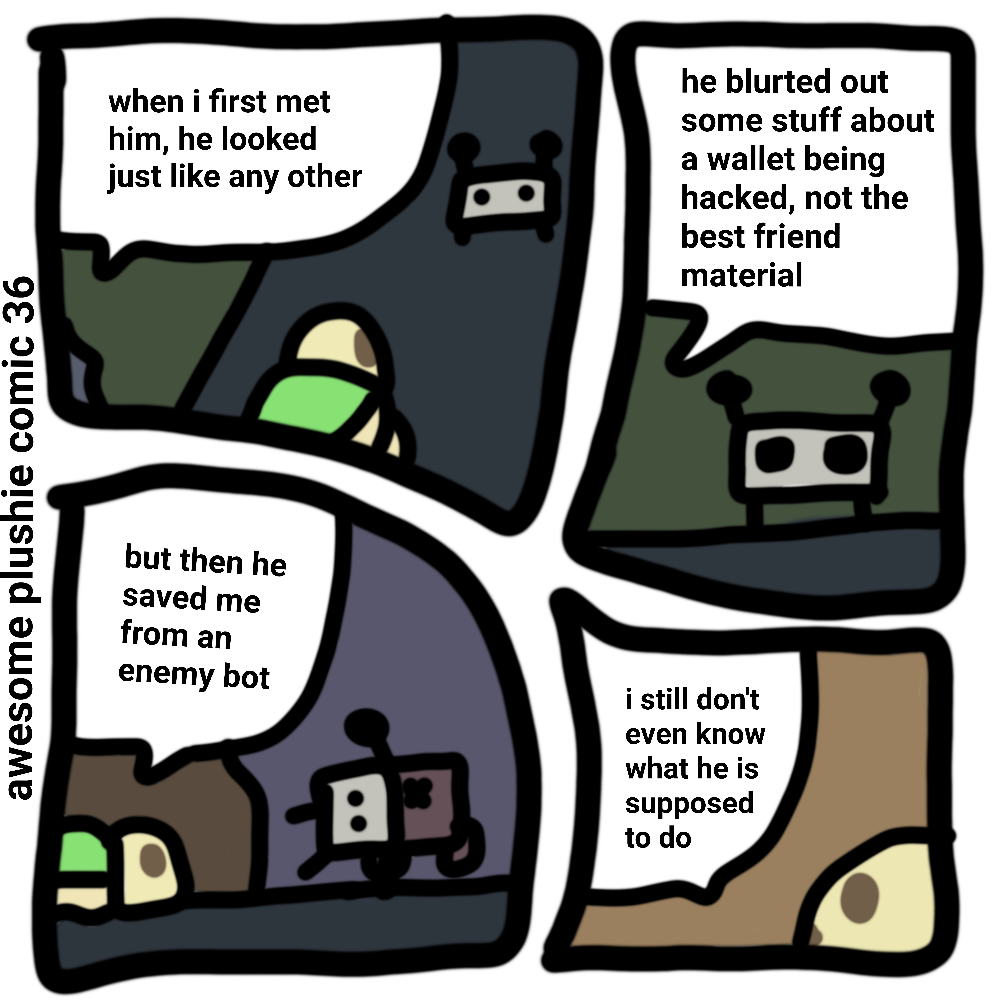 awesome plushie comic 36
when i first met
him, he looked
just like any other
he blurted out
some stuff about
a wallet being
hacked, not the
best friend
material
but then he
saved me
from an
enemy bot
i still don't
even know
what he is
supposed
to do